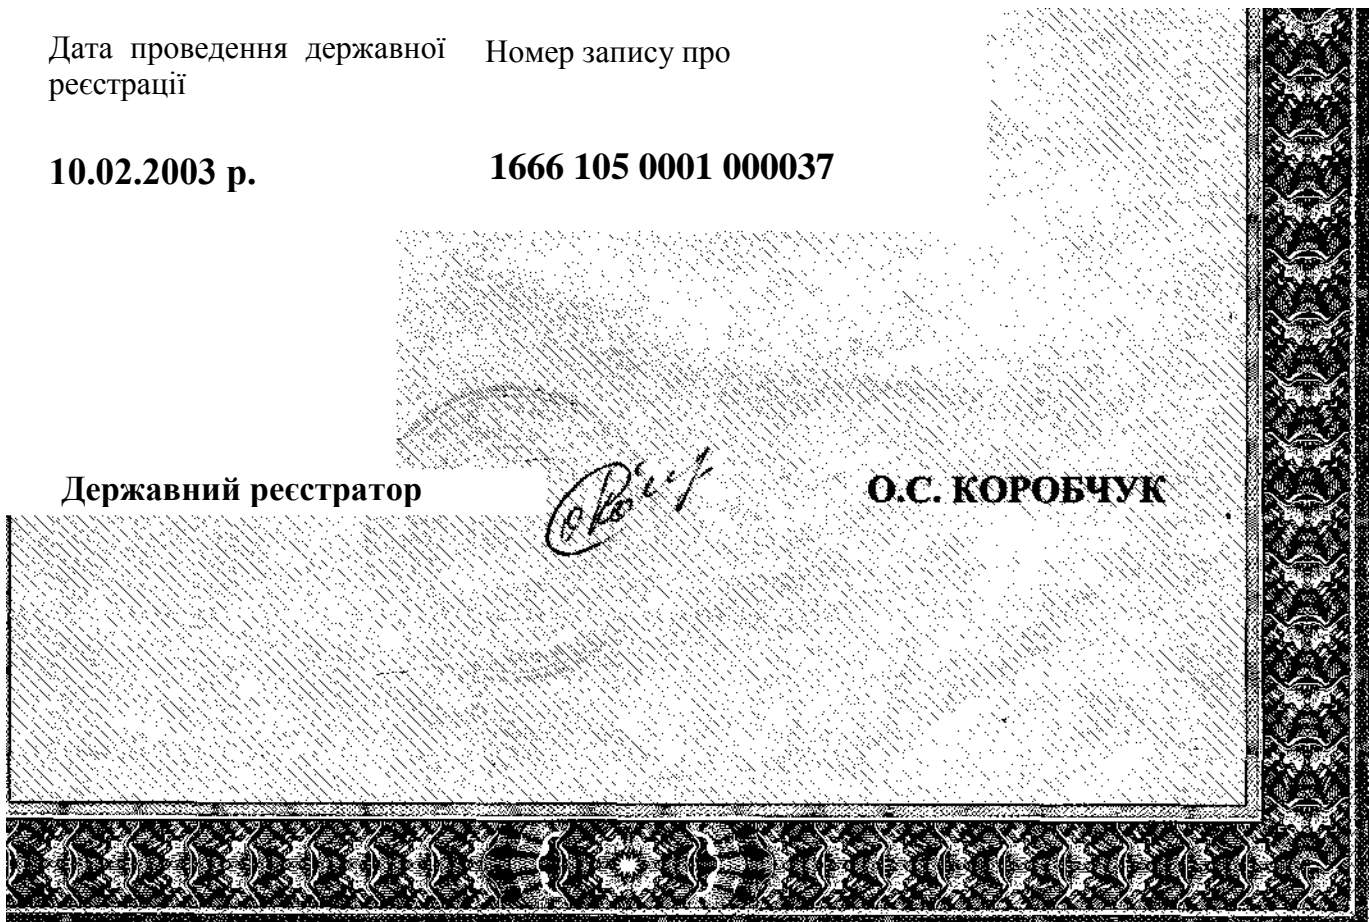 Дата проведення державної
реєстрації
Номер запису про
10.02.2003 р.
1666 105 0001 000037
Державний реєстратор
О.С. КОРОБЧУК